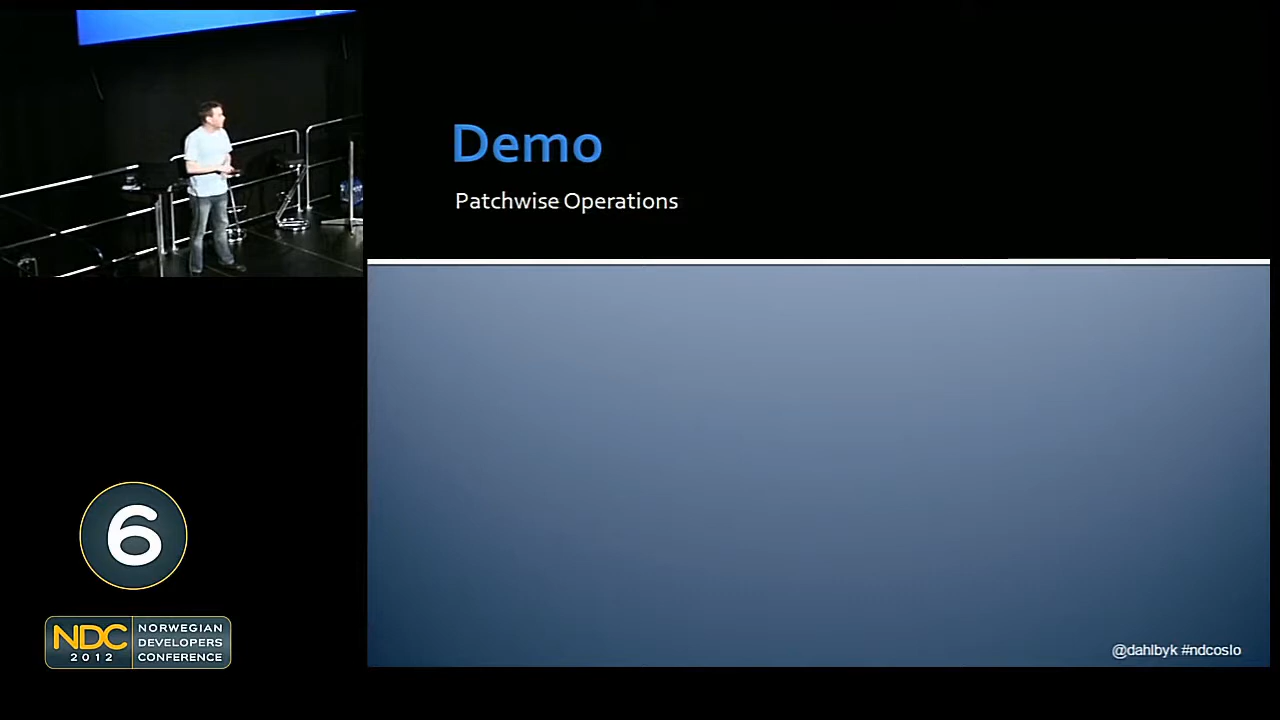 Demo
Patchwise Operations
6
NDC
2012
NORWEGIAN
DEVELOPERS
CONFERENCE
@dahlbyk #ndcoslo